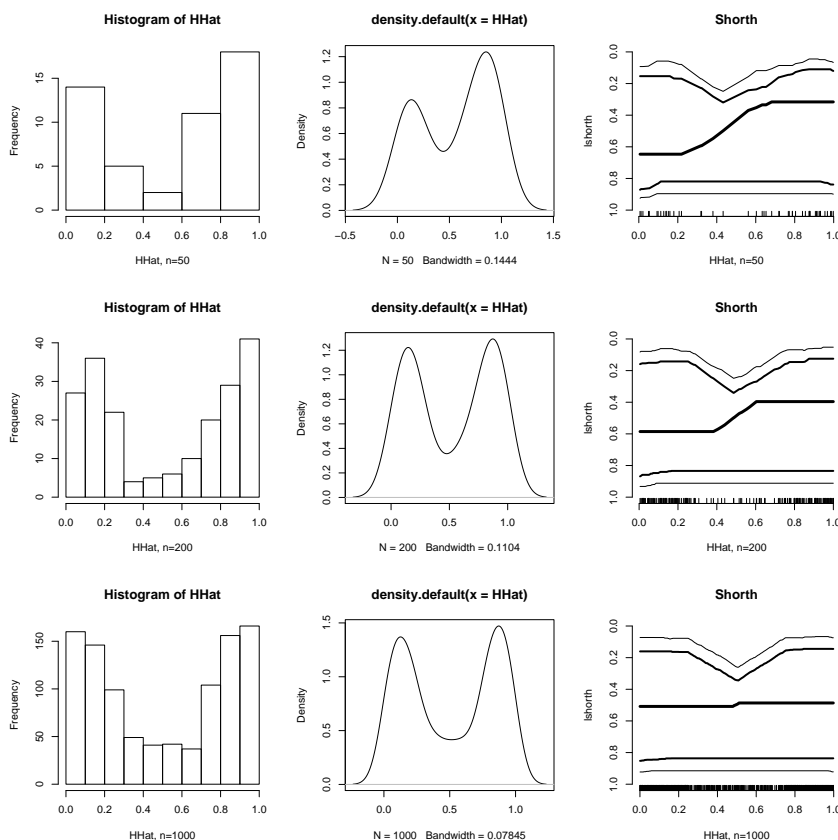 Histogram of HHat
Frequency
0 5 10 15
0.0 0.2 0.4 0.6 0.8 1.0
HHat, n=50
density.default(x = HHat)
Density
0.0 0.2 0.4 0.6 0.8 1.0 1.2
−0.5 0.0 0.5 1.0 1.5
N = 50 Bandwidth = 0.1444
Shorth
lshorth
1.0 0.8 0.6 0.4 0.2 0.0
0.0 0.2 0.4 0.6 0.8 1.0
HHat, n=50
Histogram of HHat
Frequency
0 10 20 30 40
0.0 0.2 0.4 0.6 0.8 1.0
HHat, n=200
density.default(x = HHat)
Density
0.0 0.2 0.4 0.6 0.8 1.0 1.2
0.0 0.5 1.0
N = 200 Bandwidth = 0.1104
Shorth
lshorth
1.0 0.8 0.6 0.4 0.2 0.0
0.0 0.2 0.4 0.6 0.8 1.0
HHat, n=200
Histogram of HHat
Frequency
0 50 100 150
0.0 0.2 0.4 0.6 0.8 1.0
HHat, n=1000
density.default(x = HHat)
Density
0.0 0.5 1.0 1.5
0.0 0.5 1.0
N = 1000 Bandwidth = 0.07845
Shorth
lshorth
1.0 0.8 0.6 0.4 0.2 0.0
0.0 0.2 0.4 0.6 0.8 1.0
HHat, n=1000